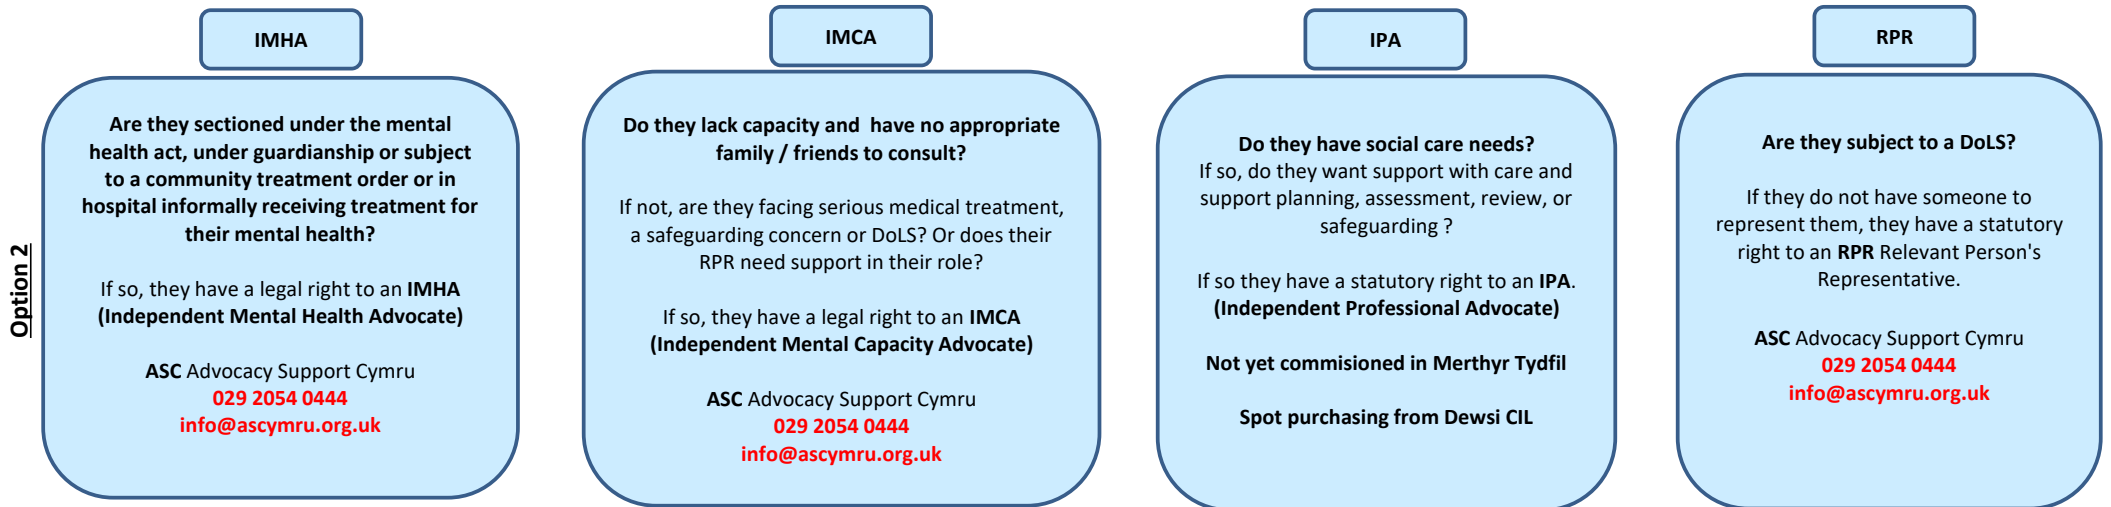 Option 2
IMHA
Are they sectioned under the mental
health act, under guardianship or subject
to a community treatment order or in
hospital informally receiving treatment for
their mental health?
If so, they have a legal right to an IMHA
(Independent Mental Health Advocate)
ASC Advocacy Support Cymru
029 2054 0444
info@ascymru.org.uk
IMCA
Do they lack capacity and have no appropriate
family / friends to consult?
If not, are they facing serious medical treatment,
a safeguarding concern or DoLS? Or does their
RPR need support in their role?
If so, they have a legal right to an IMCA
(Independent Mental Capacity Advocate)
ASC Advocacy Support Cymru
029 2054 0444
info@ascymru.org.uk
IPA
Do they have social care needs?
If so, do they want support with care and
support planning, assessment, review, or
safeguarding ?
If so they have a statutory right to an IPA.
(Independent Professional Advocate)
Not yet commisioned in Merthyr Tydfil
Spot purchasing from Dewsi CIL
RPR
Are they subject to a DoLS?
If they do not have someone to
represent them, they have a statutory
right to an RPR Relevant Person's
Representative.
ASC Advocacy Support Cymru
029 2054 0444
info@ascymru.org.uk